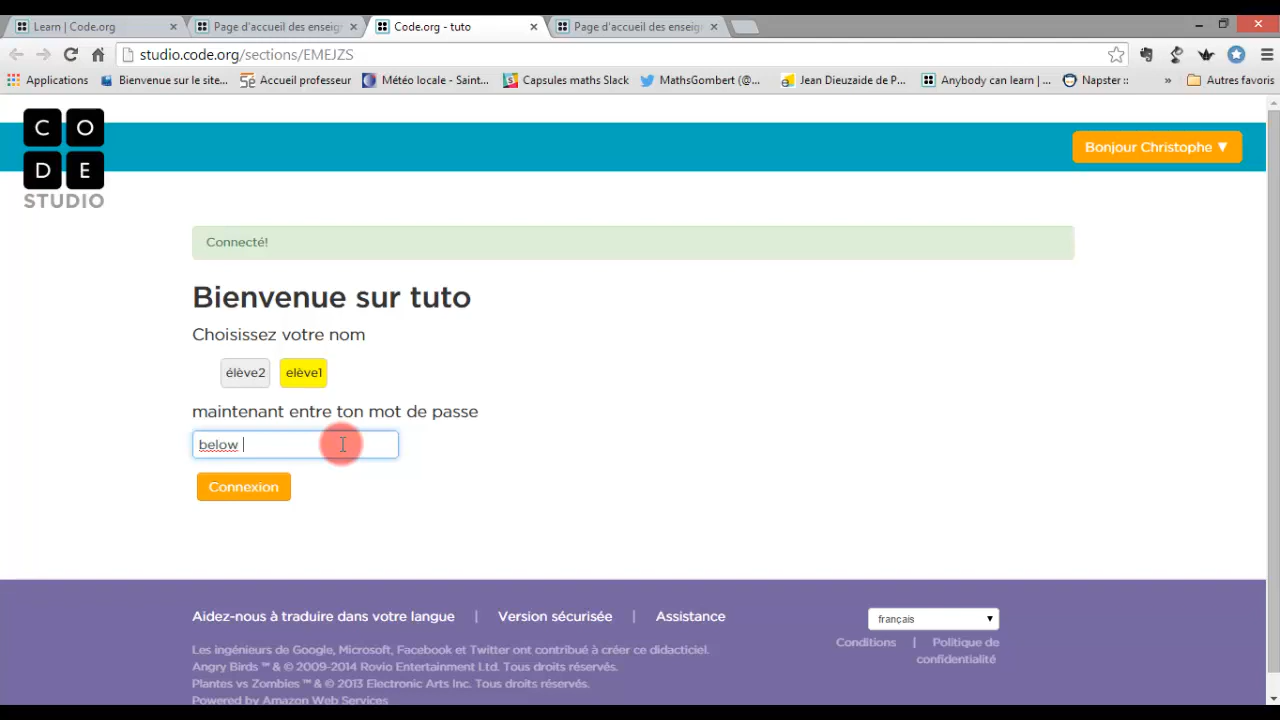 Learn | Code.org
Page d'accueil des enseig
Code.org - tuto
Page d'accueil des enseig
studio.code.org/sections/EMEJZS
Applications
Bienvenue sur le site...
Accueil professeur
Météo locale - Saint...
Capsules maths Slack
MathsGombert (@...
Jean Dieuzaide de P...
Anybody can learn | ...
Napster ::
»
Autres favoris
C O
D E
STUDIO
Bonjour Christophe ▼
Connecté!
Bienvenue sur tuto
Choisissez votre nom
élève2
elève1
maintenant entre ton mot de passe
below
Connexion
Aidez-nous à traduire dans votre langue | Version sécurisée | Assistance
français
Les ingénieurs de Google, Microsoft, Facebook et Twitter ont contribué à créer ce didacticiel.
Angry Birds ™ & © 2009-2014 Rovio Entertainment Ltd. Tous droits réservés.
Plantes vs Zombies ™ & © 2013 Electronic Arts Inc. Tous droits réservés.
Powered by Amazon Web Services
Conditions | Politique de
confidentialité